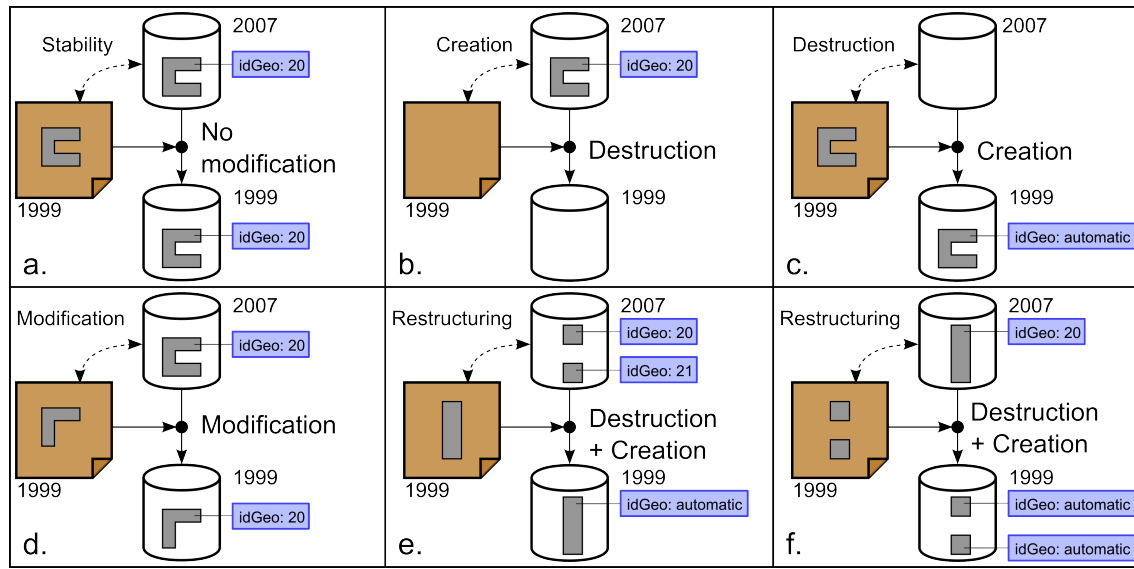 2007
Stability
idGeo: 20
No
modification
1999
1999
idGeo: 20
a.
2007
Creation
idGeo: 20
Destruction
1999
1999
b.
2007
Destruction
Creation
1999
1999
idGeo: automatic
c.
2007
Modification
idGeo: 20
Modification
1999
1999
idGeo: 20
d.
2007
Restructuring
idGeo: 20
idGeo: 21
Destruction
+ Creation
1999
1999
idGeo: automatic
e.
2007
Restructuring
idGeo: 20
Destruction
+ Creation
1999
1999
idGeo: automatic
idGeo: automatic
f.